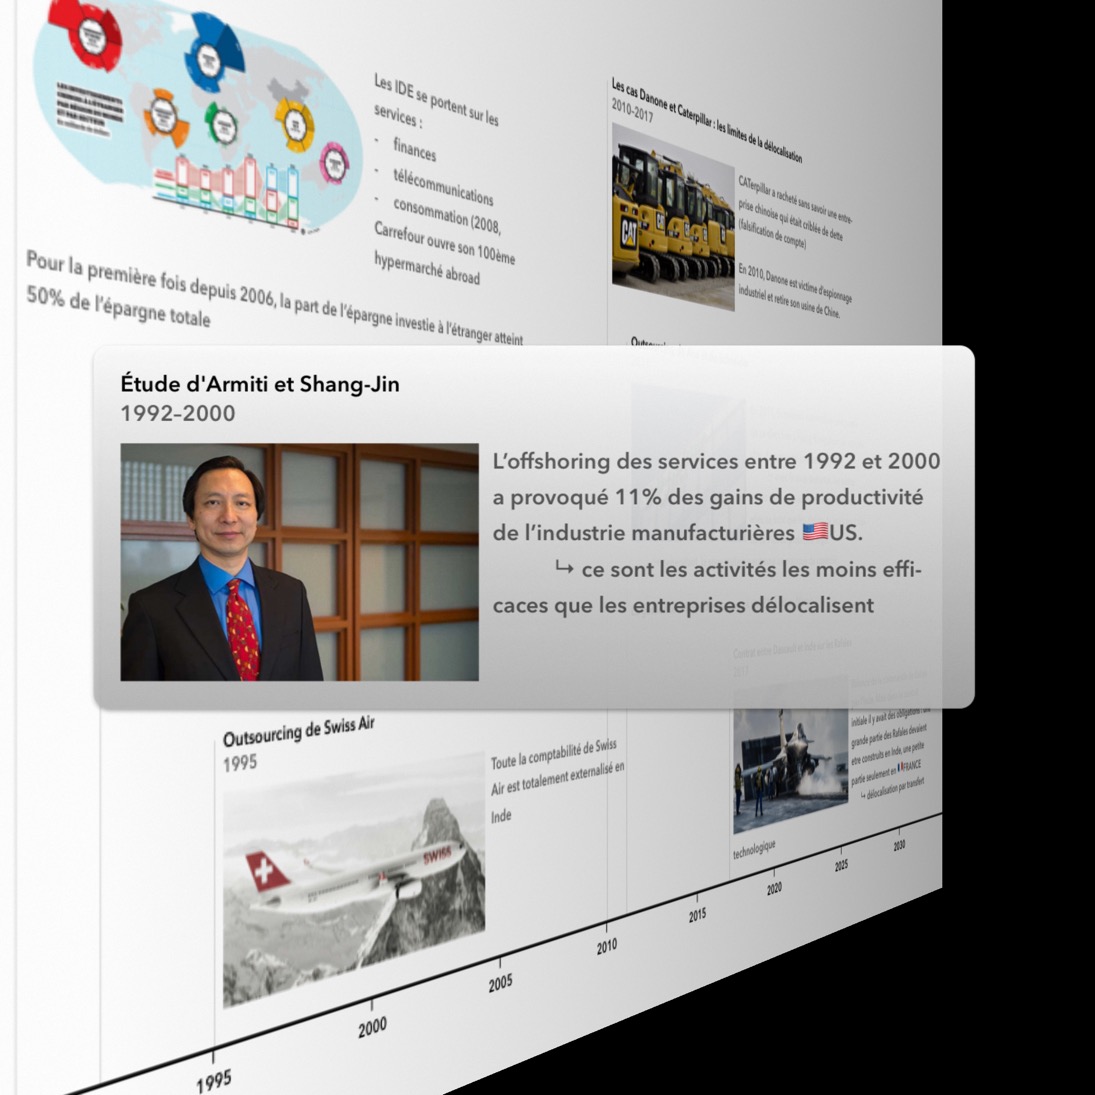 Les IDE se portent sur les
services :
- finances
- télécommunications
- consommation (2008,
Carrefour ouvre son 100ème
hypermarché abroad
Pour la première fois depuis 2006, la part de l'épargne investie à l'étranger atteint
50% de l'épargne totale
Les cas Danone et Caterpillar : les limites de la délocalisation
2010-2017
CAT
CATerpillar a racheté sans savoir une entre-
prise chinoise qui était criblée de dette
(falsification de compte)
En 2010, Danone est victime d'espionnage
industriel et retire son usine de Chine.
Étude d'Armiti et Shang-Jin
1992–2000
L'offshoring des services entre 1992 et 2000
a provoqué 11% des gains de productivité
de l'industrie manufacturières 🇺🇸US.
↳ ce sont les activités les moins effi-
caces que les entreprises délocalisent
Outsourcing de Swiss Air
1995
SWISS
Toute la comptabilité de Swiss
Air est totalement externalisé en
Inde
initiale il y avait des obligations : une
grande partie des Rafales devaient
etre construits en Inde, une petite
partie seulement en 🇫🇷FRANCE
↳ délocalisation par transfert
technologique
1995
2000
2005
2010
2015
2020
2025
2030